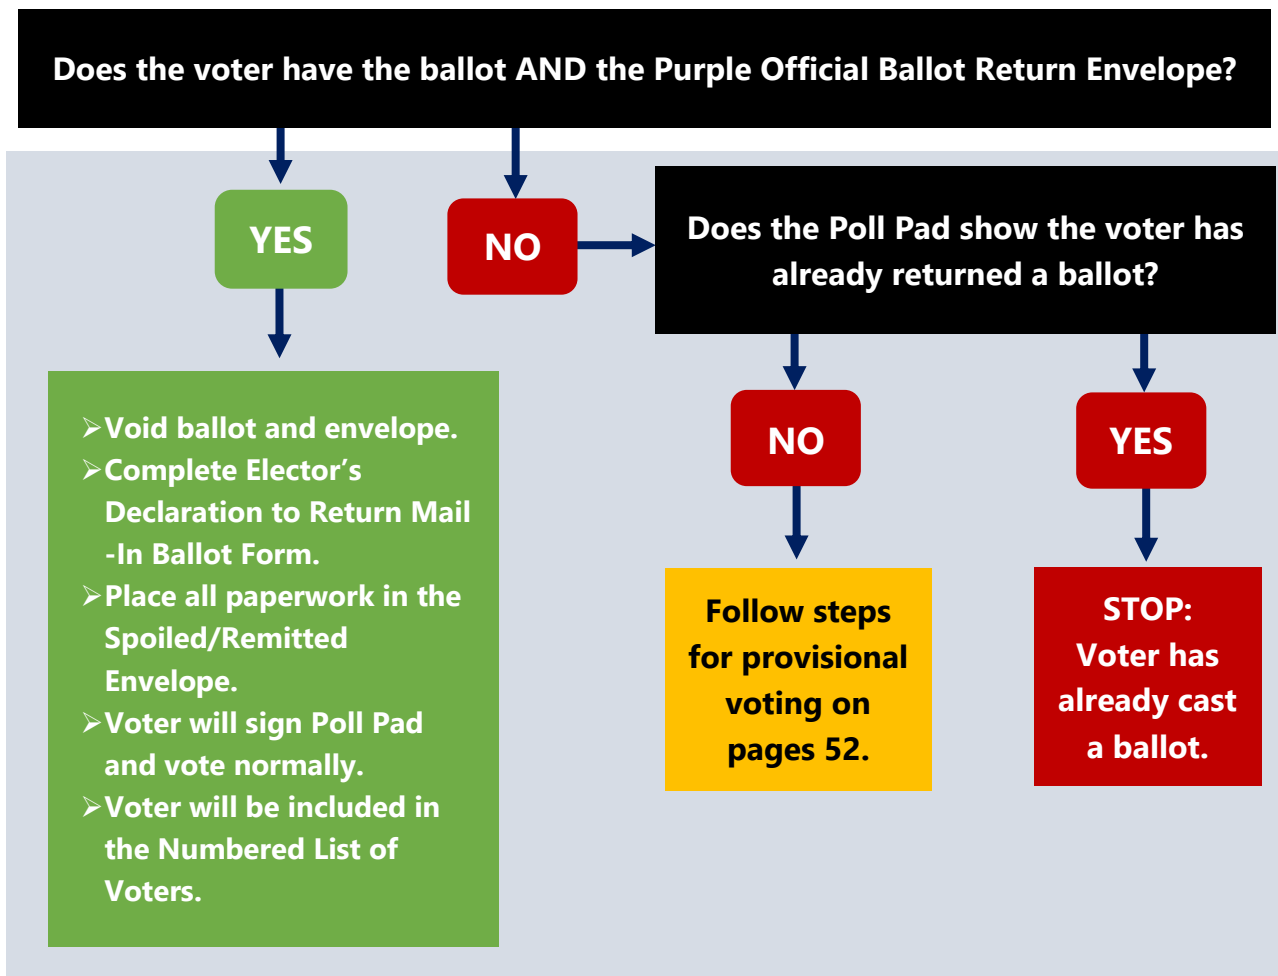 Does the voter have the ballot AND the Purple Official Ballot Return Envelope?
YES
NO
Does the Poll Pad show the voter has
already returned a ballot?
➢Void ballot and envelope.
➢Complete Elector’s
Declaration to Return Mail
-In Ballot Form.
➢Place all paperwork in the
Spoiled/Remitted
Envelope.
➢Voter will sign Poll Pad
and vote normally.
➢Voter will be included in
the Numbered List of
Voters.
NO
YES
Follow steps
for provisional
voting on
pages 52.
STOP:
Voter has
already cast
a ballot.